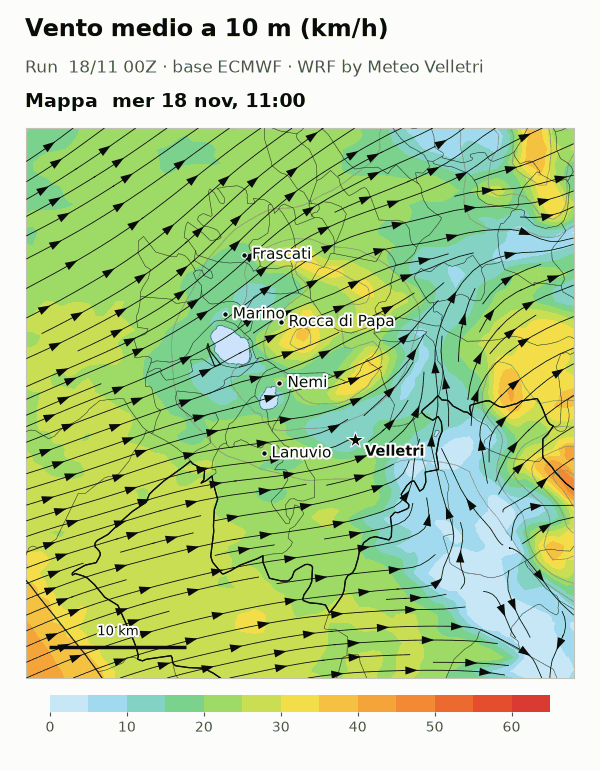 Vento medio a 10 m (km/h)
Run  18/11 00Z · base ECMWF · WRF by Meteo Velletri
Mappa  mer 18 nov, 11:00
Frascati
Marino
Rocca di Papa
Nemi
Velletri
Lanuvio
10 km
0 10 20 30 40 50 60